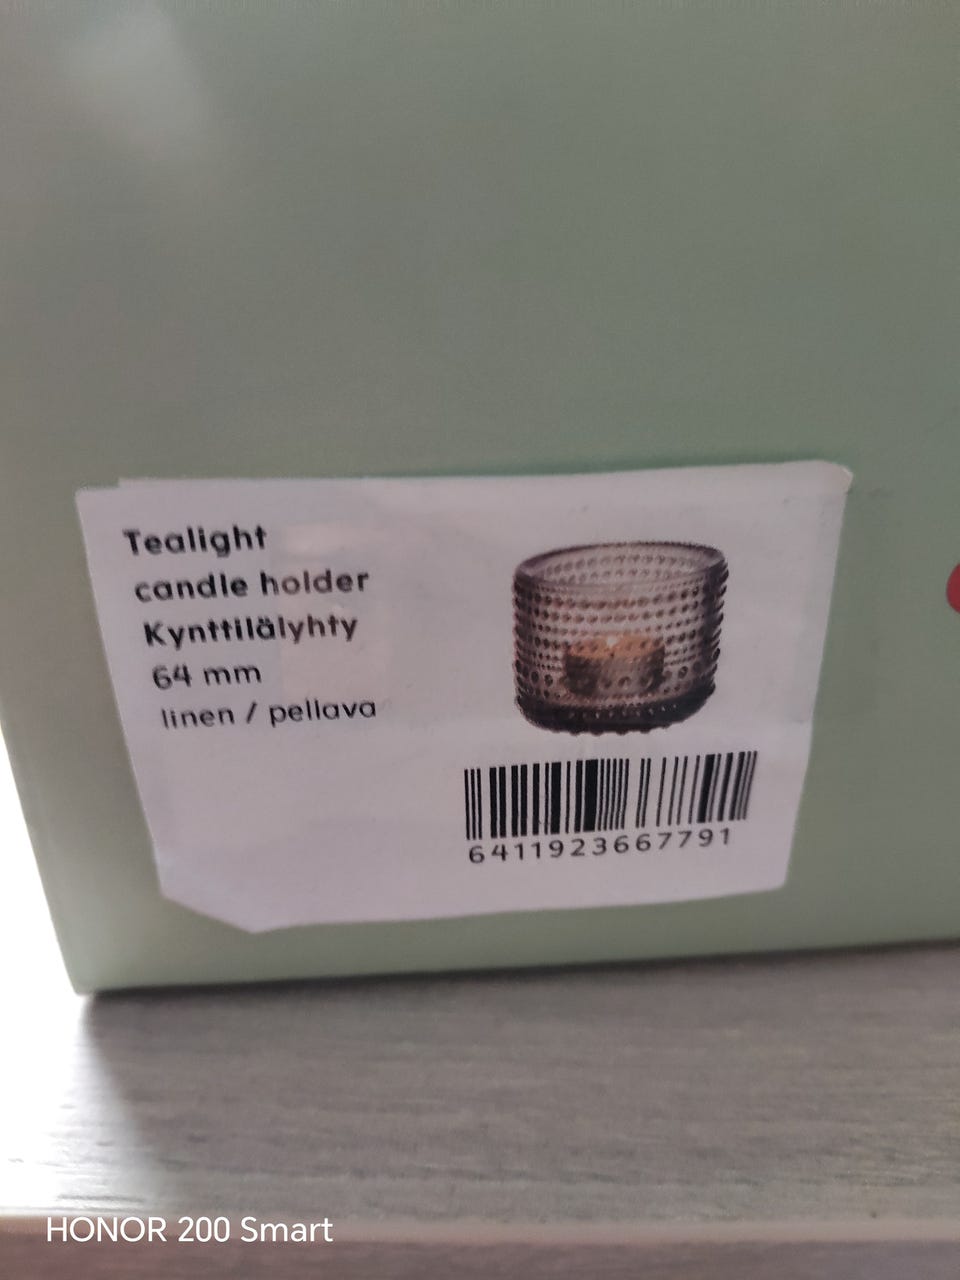 Tealight
candle holder
Kynttilälyhty
64 mm
linen / pellava
6411923667791
HONOR 200 Smart